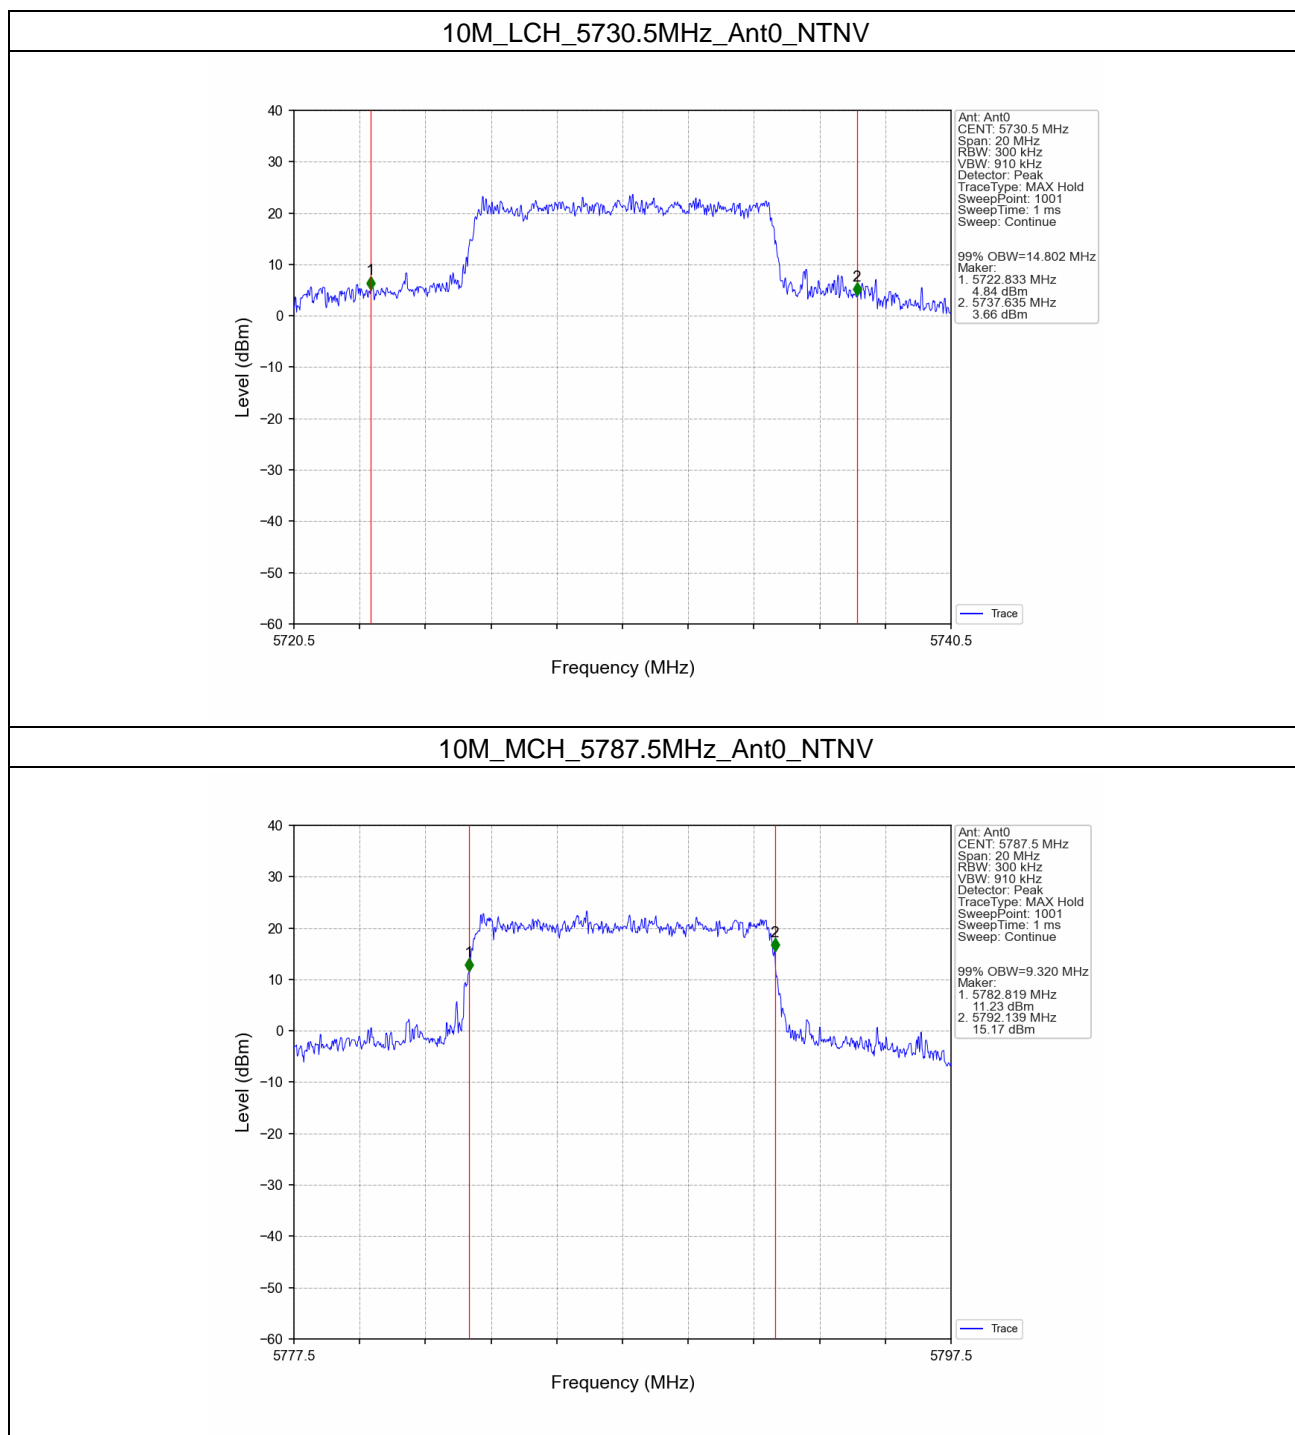 10M_LCH_5730.5MHz_Ant0_NTNV
40
30
20
10
0
−10
−20
−30
−40
−50
−60
Level (dBm)
5720.5
5740.5
Frequency (MHz)
1
2
Ant: Ant0
CENT: 5730.5 MHz
Span: 20 MHz
RBW: 300 kHz
VBW: 910 kHz
Detector: Peak
TraceType: MAX Hold
SweepPoint: 1001
SweepTime: 1 ms
Sweep: Continue
99% OBW=14.802 MHz
Maker:
1. 5722.833 MHz
4.84 dBm
2. 5737.635 MHz
3.66 dBm
Trace
10M_MCH_5787.5MHz_Ant0_NTNV
40
30
20
10
0
−10
−20
−30
−40
−50
−60
Level (dBm)
5777.5
5797.5
Frequency (MHz)
1
2
Ant: Ant0
CENT: 5787.5 MHz
Span: 20 MHz
RBW: 300 kHz
VBW: 910 kHz
Detector: Peak
TraceType: MAX Hold
SweepPoint: 1001
SweepTime: 1 ms
Sweep: Continue
99% OBW=9.320 MHz
Maker:
1. 5782.819 MHz
11.23 dBm
2. 5792.139 MHz
15.17 dBm
Trace